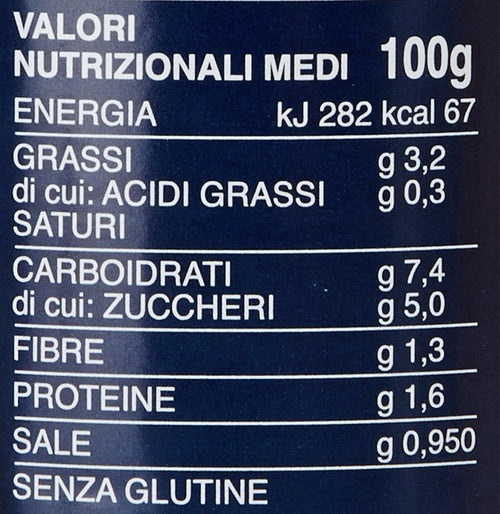 VALORI
NUTRIZIONALI MEDI 100g
ENERGIA kJ 282 kcal 67
GRASSI g 3,2
di cui: ACIDI GRASSI g 0,3
SATURI
CARBOIDRATI g 7,4
di cui: ZUCCHERI g 5,0
FIBRE g 1,3
PROTEINE g 1,6
SALE g 0,950
SENZA GLUTINE